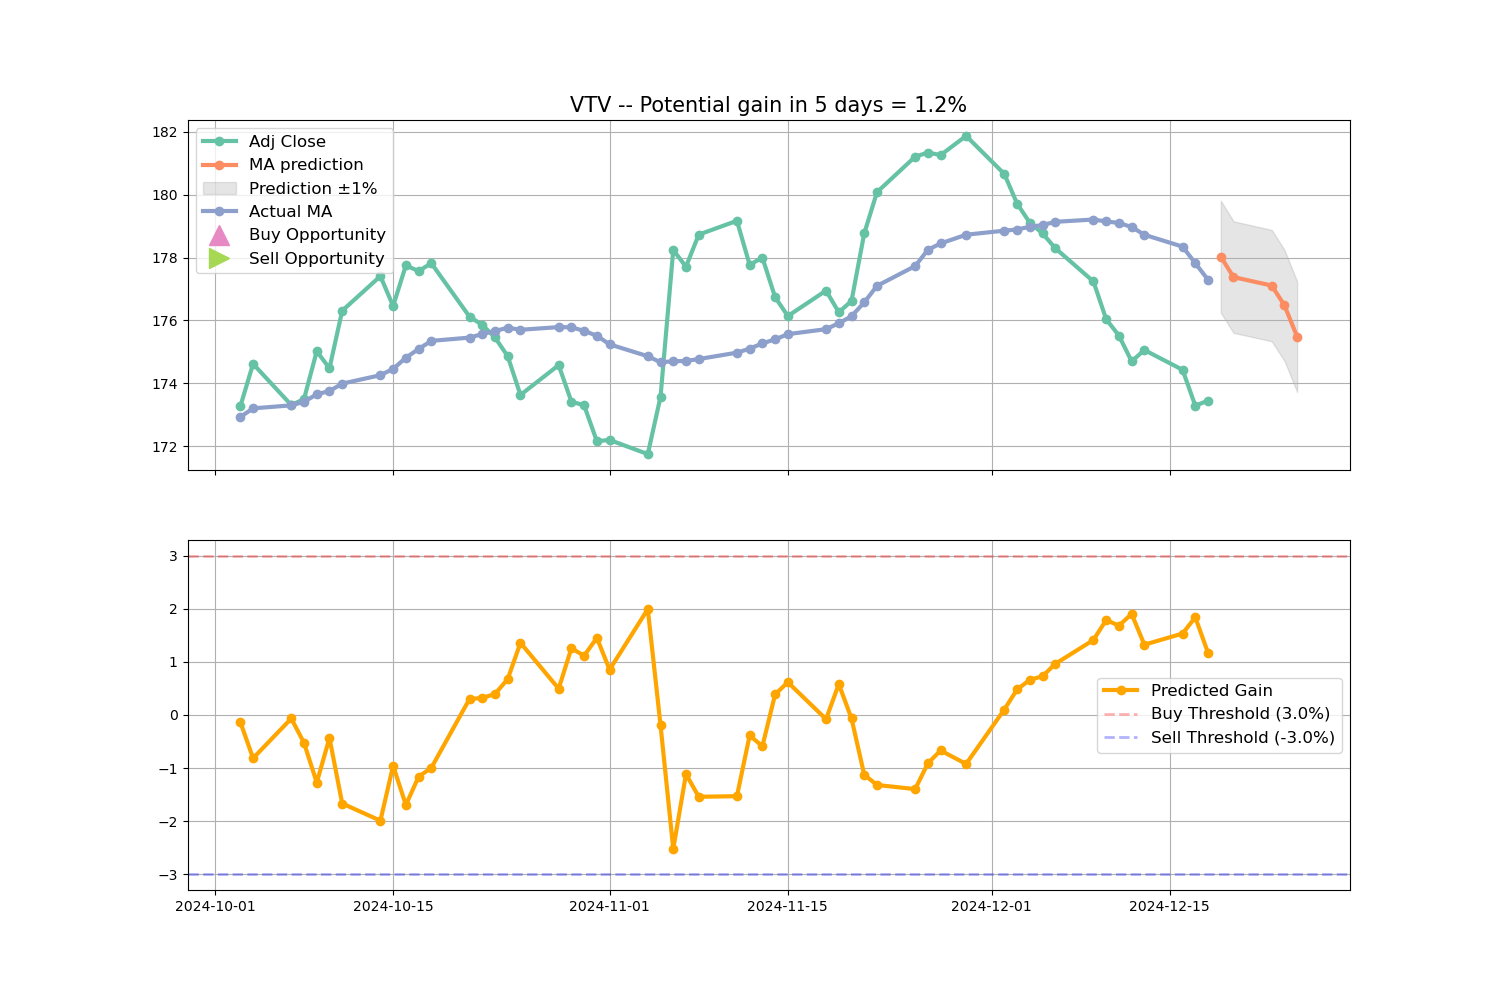 VTV -- Potential gain in 5 days = 1.2%
182
180
178
176
174
172
Adj Close
MA prediction
Prediction ±1%
Actual MA
Buy Opportunity
Sell Opportunity
3
2
1
0
−1
−2
−3
Predicted Gain
Buy Threshold (3.0%)
Sell Threshold (-3.0%)
2024-10-01
2024-10-15
2024-11-01
2024-11-15
2024-12-01
2024-12-15